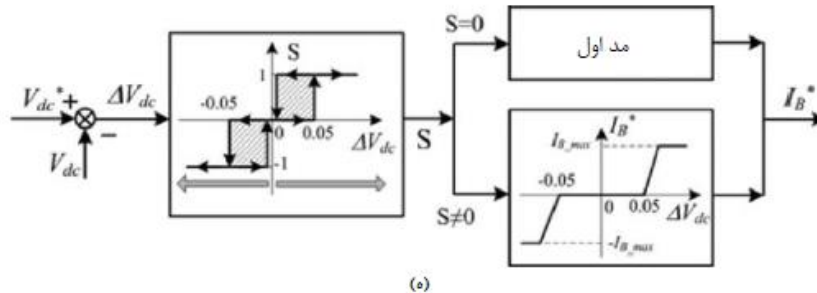 V_dc* +
−
V_dc
ΔV_dc
S
1
-0.05
0
0.05
ΔV_dc
-1
S
S=0
مد اول
S≠0
I_B*
I_B_max
-0.05
0
0.05
ΔV_dc
-I_B_max
I_B*
(ه)